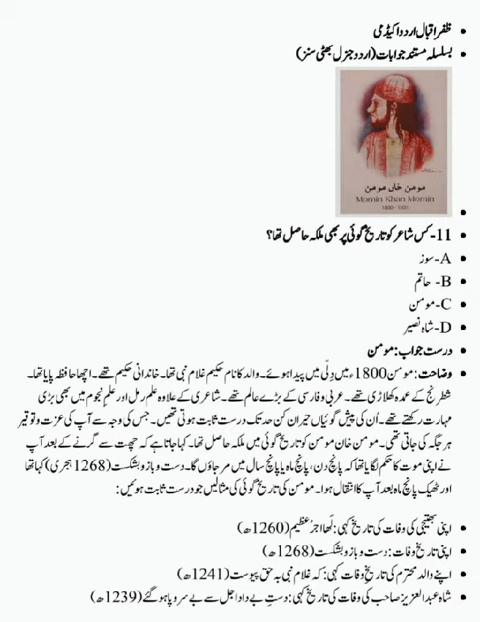 ظفر اقبال اردو اکیڈمی
بسلسلہ مستند جوابات (اردو جنرل بھٹی سنز)
مومن خاں مومن
Momin Khan Momin
11-کس شاعر کو تاریخ گوئی پر بھی ملکہ حاصل تھا؟
A-سوز
B- حاتم
C-مومن
D-شاہ نصیر
درست جواب: مومن
وضاحت: مومن 1800ء میں دِلّی میں پیدا ہوئے۔ والد کا نام حکیم غلام نبی تھا۔ خاندانی حکیم تھے۔ اچھا حافظہ پایا تھا۔
شطرنج کے عمدہ کھلاڑی تھے۔ عربی و فارسی کے بڑے عالم تھے۔ شاعری کے علاوہ علم رمل اور علم نجوم میں بھی بڑی
مہارت رکھتے تھے۔ اُن کی پیش گوئیاں حیران کن حد تک درست ثابت ہوتی تھیں۔ جس کی وجہ سے آپ کی عزت و توقیر
ہر جگہ کی جاتی تھی۔ مومن خان مومن کو تاریخ گوئی میں ملکہ حاصل تھا۔ کہا جاتا ہے کہ چھت سے گرنے کے بعد آپ
نے اپنی موت کا حکم لگایا تھا کہ پانچ دن، پانچ ماہ یا پانچ سال میں مر جاؤں گا۔ دست و بازو بشکست (1268 ہجری) کہا تھا
اور ٹھیک پانچ ماہ بعد آپ کا انتقال ہوا۔ مومن کی تاریخ گوئی کی مثالیں جو درست ثابت ہوئیں:
اپنی بھتیجی کی وفات کی تاریخ کہی: لَھا اجرٌ عظیم (1260ھ)
اپنی تاریخ وفات: دست و بازو بشکست (1268ھ)
اپنے والد محترم کی تاریخ وفات کہی: کہ غلام نبی بہ حق پیوست (1241ھ)
شاہ عبدالعزیز صاحب کی وفات کی تاریخ کہی: دستِ بے داد اجل سے بے سر و پا ہو گئے (1239ھ)